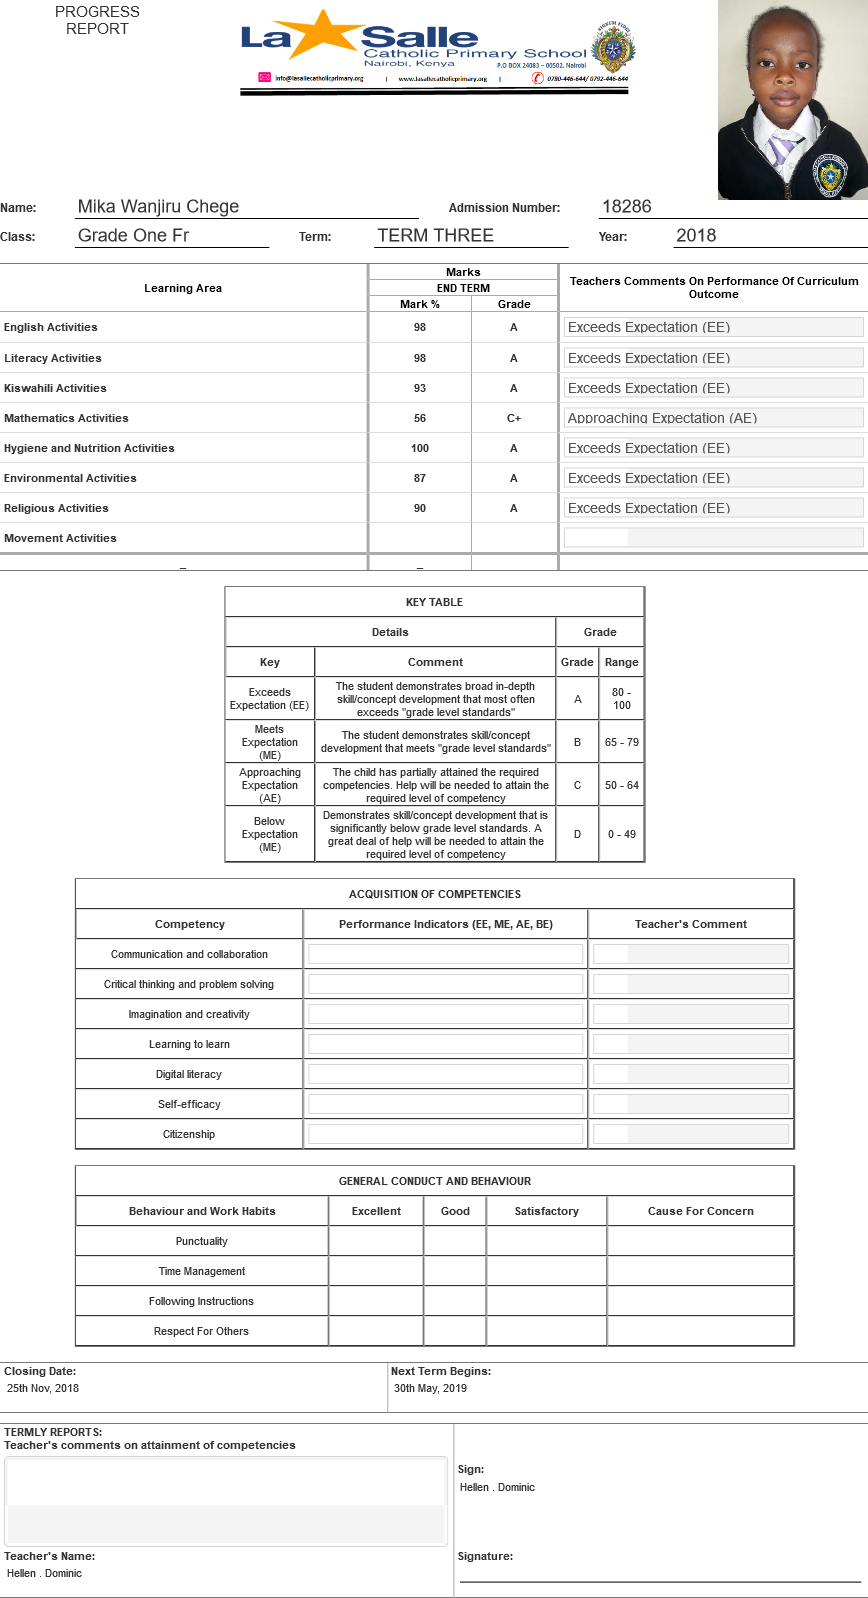 PROGRESS
REPORT
La Salle
Catholic Primary School
Nairobi, Kenya
P.O BOX 24083 – 00502, Nairobi
info@lasallecatholicprimary.org | www.lasallecatholicprimary.org | 0780-446-644/ 0792-446-644
Name: Mika Wanjiru Chege Admission Number: 18286
Class: Grade One Fr Term: TERM THREE Year: 2018
Learning Area Marks Teachers Comments On Performance Of Curriculum Outcome
END TERM
Mark % Grade
English Activities 98 A Exceeds Expectation (EE)
Literacy Activities 98 A Exceeds Expectation (EE)
Kiswahili Activities 93 A Exceeds Expectation (EE)
Mathematics Activities 56 C+ Approaching Expectation (AE)
Hygiene and Nutrition Activities 100 A Exceeds Expectation (EE)
Environmental Activities 87 A Exceeds Expectation (EE)
Religious Activities 90 A Exceeds Expectation (EE)
Movement Activities
_ _
KEY TABLE
Details Grade
Key Comment Grade Range
Exceeds Expectation (EE) The student demonstrates broad in-depth skill/concept development that most often exceeds "grade level standards" A 80 - 100
Meets Expectation (ME) The student demonstrates skill/concept development that meets "grade level standards" B 65 - 79
Approaching Expectation (AE) The child has partially attained the required competencies. Help will be needed to attain the required level of competency C 50 - 64
Below Expectation (ME) Demonstrates skill/concept development that is significantly below grade level standards. A great deal of help will be needed to attain the required level of competency D 0 - 49
ACQUISITION OF COMPETENCIES
Competency Performance Indicators (EE, ME, AE, BE) Teacher's Comment
Communication and collaboration
Critical thinking and problem solving
Imagination and creativity
Learning to learn
Digital literacy
Self-efficacy
Citizenship
GENERAL CONDUCT AND BEHAVIOUR
Behaviour and Work Habits Excellent Good Satisfactory Cause For Concern
Punctuality
Time Management
Following Instructions
Respect For Others
Closing Date: Next Term Begins:
25th Nov, 2018 30th May, 2019
TERMLY REPORTS:
Teacher's comments on attainment of competencies
Sign:
Hellen . Dominic
Teacher's Name: Signature:
Hellen . Dominic